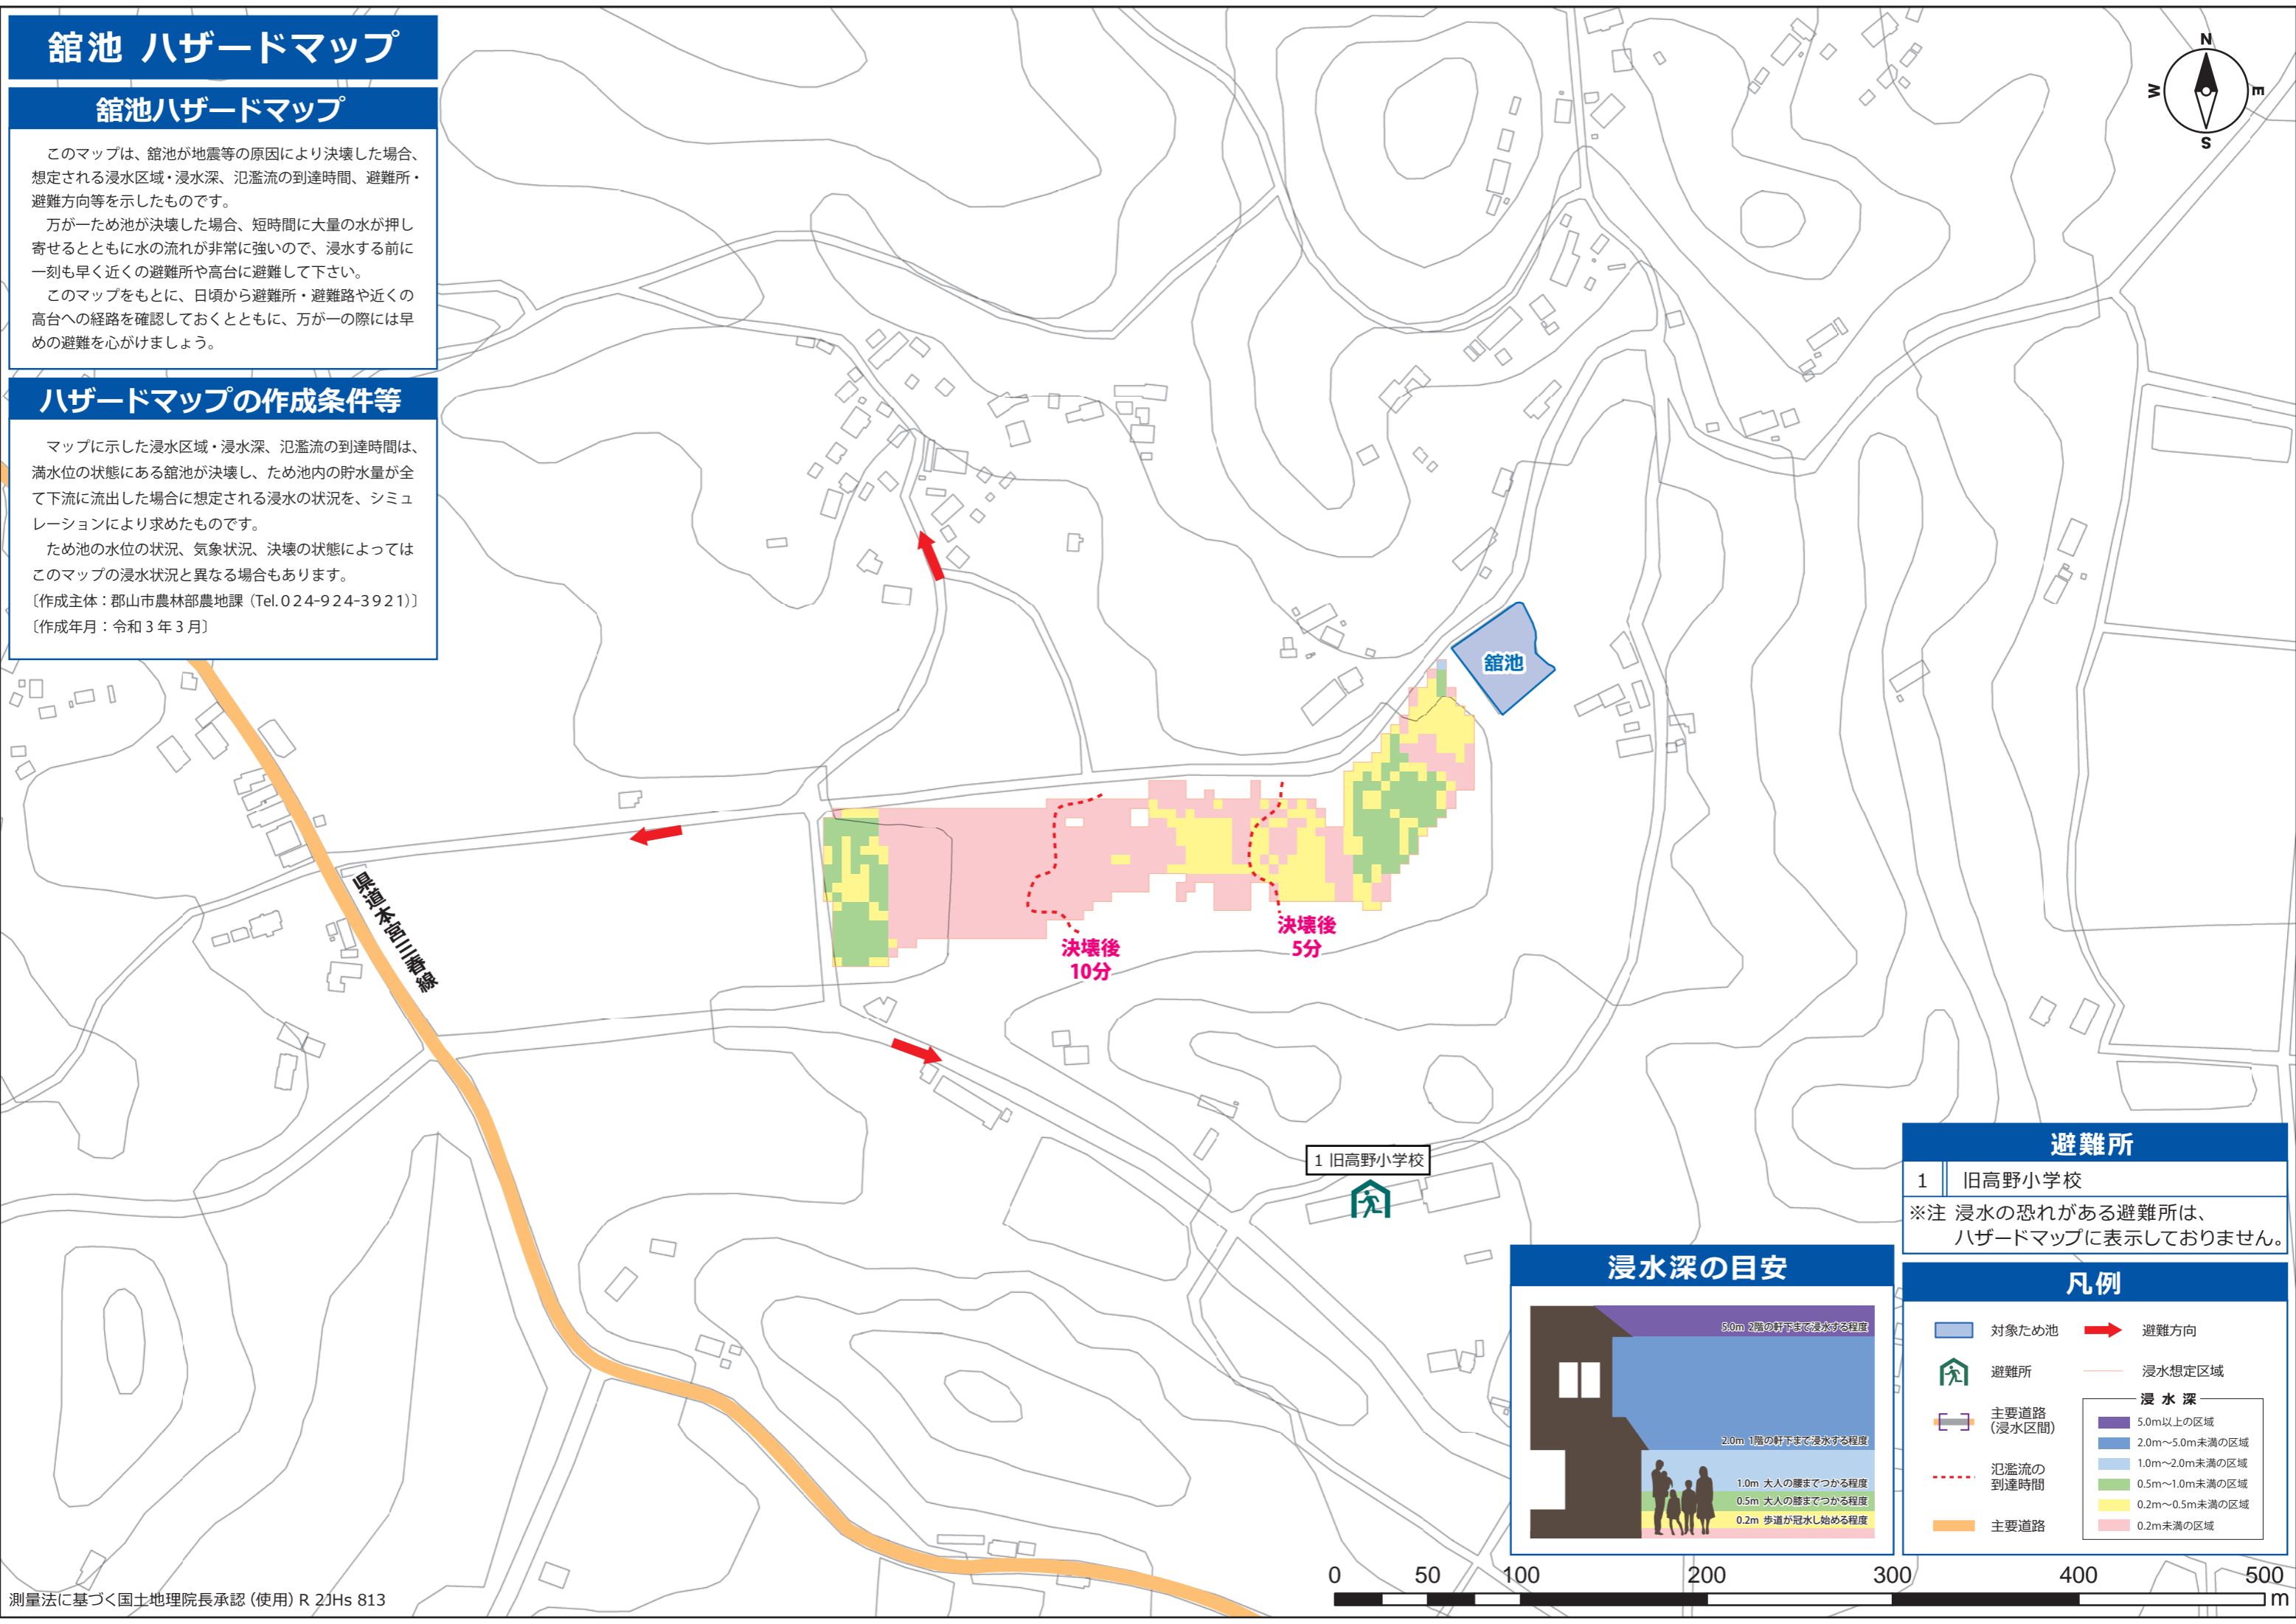 舘池 ハザードマップ
舘池ハザードマップ
このマップは、舘池が地震等の原因により決壊した場合、
想定される浸水区域・浸水深、氾濫流の到達時間、避難所・
避難方向等を示したものです。
万が一ため池が決壊した場合、短時間に大量の水が押し
寄せるとともに水の流れが非常に強いので、浸水する前に
一刻も早く近くの避難所や高台に避難して下さい。
このマップをもとに、日頃から避難所・避難路や近くの
高台への経路を確認しておくとともに、万が一の際には早
めの避難を心がけましょう。
ハザードマップの作成条件等
マップに示した浸水区域・浸水深、氾濫流の到達時間は、
満水位の状態にある舘池が決壊し、ため池内の貯水量が全
て下流に流出した場合に想定される浸水の状況を、シミュ
レーションにより求めたものです。
ため池の水位の状況、気象状況、決壊の状態によっては
このマップの浸水状況と異なる場合もあります。
〔作成主体：郡山市農林部農地課（Tel.024-924-3921）〕
〔作成年月：令和３年３月〕
N
W
E
S
舘池
決壊後
5分
決壊後
10分
県道本宮三春線
1 旧高野小学校
避難所
1 旧高野小学校
※注 浸水の恐れがある避難所は、
ハザードマップに表示しておりません。
浸水深の目安
5.0m 2階の軒下まで浸水する程度
2.0m 1階の軒下まで浸水する程度
1.0m 大人の腰までつかる程度
0.5m 大人の膝までつかる程度
0.2m 歩道が冠水し始める程度
凡例
対象ため池
避難方向
避難所
浸水想定区域
主要道路
（浸水区間）
氾濫流の
到達時間
主要道路
浸 水 深
5.0m以上の区域
2.0m～5.0m未満の区域
1.0m～2.0m未満の区域
0.5m～1.0m未満の区域
0.2m～0.5m未満の区域
0.2m未満の区域
0 50 100 200 300 400 500
m
測量法に基づく国土地理院長承認（使用）R 2JHs 813